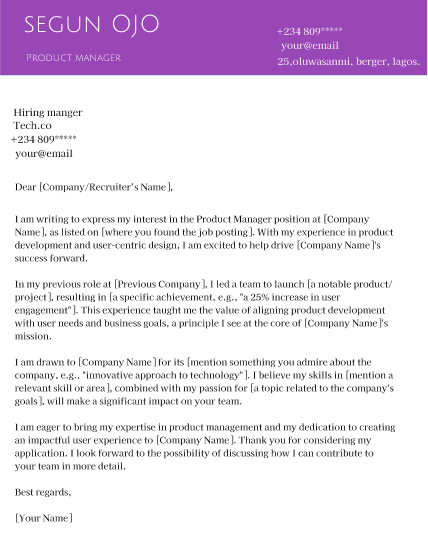 SEGUN OJO
PRODUCT MANAGER
+234 809*****
your@email
25,oluwasanmi, berger, lagos.
Hiring manger
Tech.co
+234 809*****
your@email
Dear [Company/Recruiter's Name],
I am writing to express my interest in the Product Manager position at [Company
Name], as listed on [where you found the job posting]. With my experience in product
development and user-centric design, I am excited to help drive [Company Name]'s
success forward.
In my previous role at [Previous Company], I led a team to launch [a notable product/
project], resulting in [a specific achievement, e.g., "a 25% increase in user
engagement"]. This experience taught me the value of aligning product development
with user needs and business goals, a principle I see at the core of [Company Name]'s
mission.
I am drawn to [Company Name] for its [mention something you admire about the
company, e.g., "innovative approach to technology"]. I believe my skills in [mention a
relevant skill or area], combined with my passion for [a topic related to the company's
goals], will make a significant impact on your team.
I am eager to bring my expertise in product management and my dedication to creating
an impactful user experience to [Company Name]. Thank you for considering my
application. I look forward to the possibility of discussing how I can contribute to
your team in more detail.
Best regards,
[Your Name]